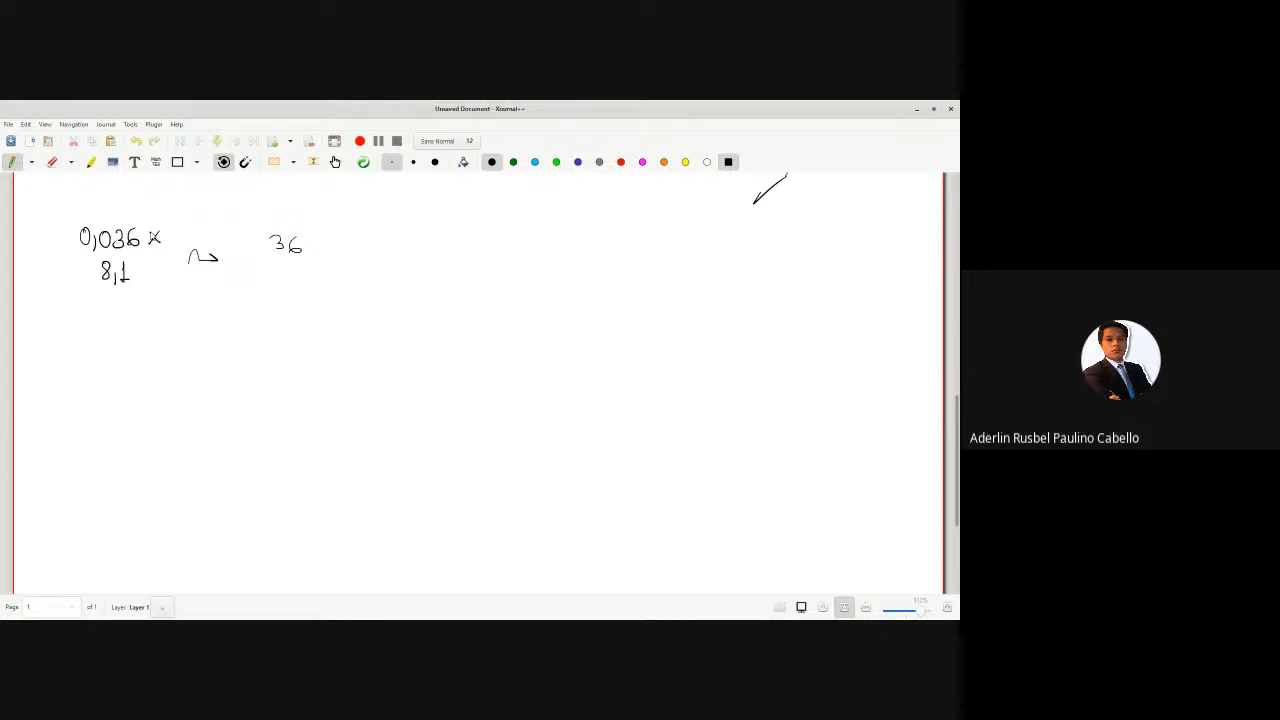 Unsaved Document - Xournal++
File Edit View Navigation Journal Tools Plugin Help
Sans Normal 12
0,036 × 36
8,1
Aderlin Rusbel Paulino Cabello
Page 1 of 1 Layer Layer 1 312%